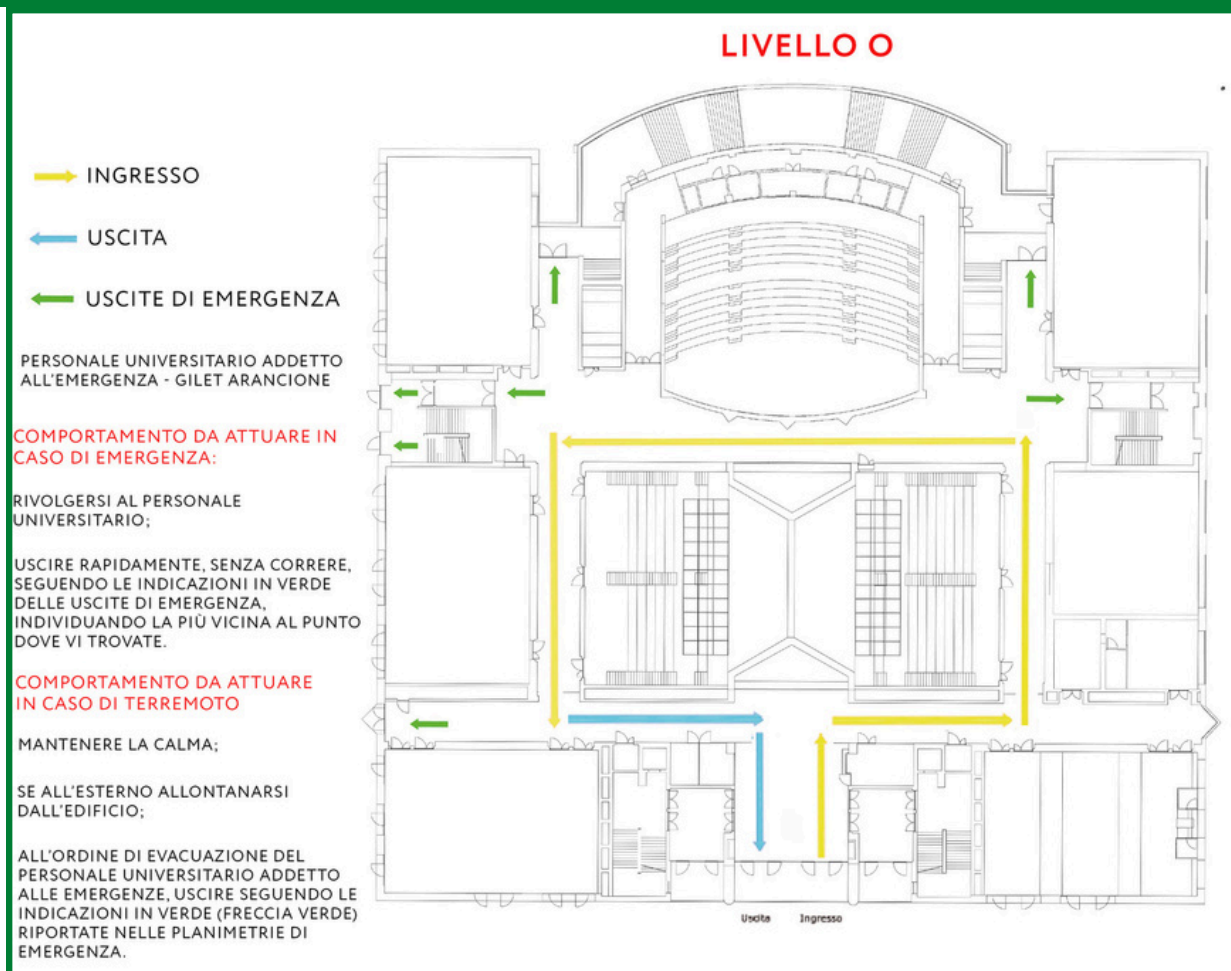 LIVELLO O
INGRESSO
USCITA
USCITE DI EMERGENZA
PERSONALE UNIVERSITARIO ADDETTO
ALL'EMERGENZA - GILET ARANCIONE
COMPORTAMENTO DA ATTUARE IN
CASO DI EMERGENZA:
RIVOLGERSI AL PERSONALE
UNIVERSITARIO;
USCIRE RAPIDAMENTE, SENZA CORRERE,
SEGUENDO LE INDICAZIONI IN VERDE
DELLE USCITE DI EMERGENZA,
INDIVIDUANDO LA PIÙ VICINA AL PUNTO
DOVE VI TROVATE.
COMPORTAMENTO DA ATTUARE
IN CASO DI TERREMOTO
MANTENERE LA CALMA;
SE ALL'ESTERNO ALLONTANARSI
DALL'EDIFICIO;
ALL'ORDINE DI EVACUAZIONE DEL
PERSONALE UNIVERSITARIO ADDETTO
ALLE EMERGENZE, USCIRE SEGUENDO LE
INDICAZIONI IN VERDE (FRECCIA VERDE)
RIPORTATE NELLE PLANIMETRIE DI
EMERGENZA.
Uscita Ingresso